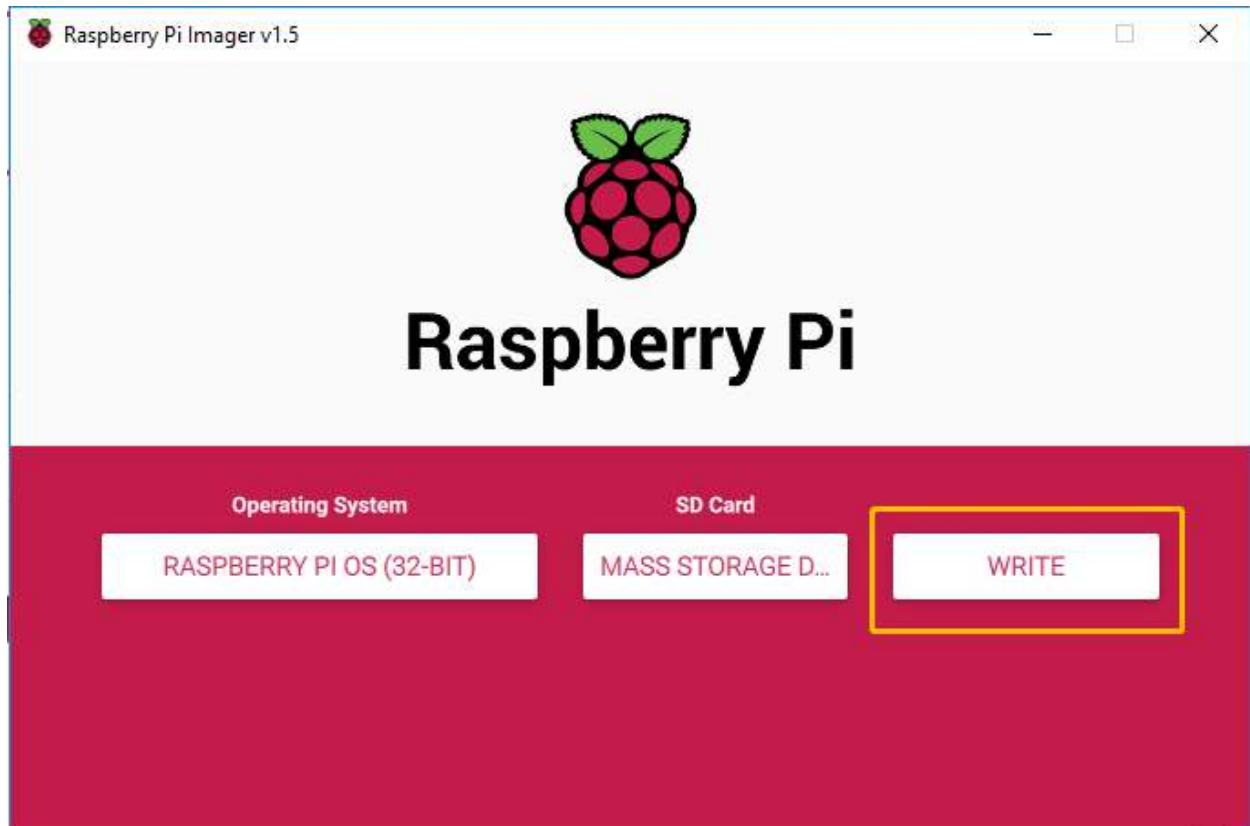 Raspberry Pi Imager v1.5
Raspberry Pi
Operating System
SD Card
RASPBERRY PI OS (32-BIT)
MASS STORAGE D...
WRITE